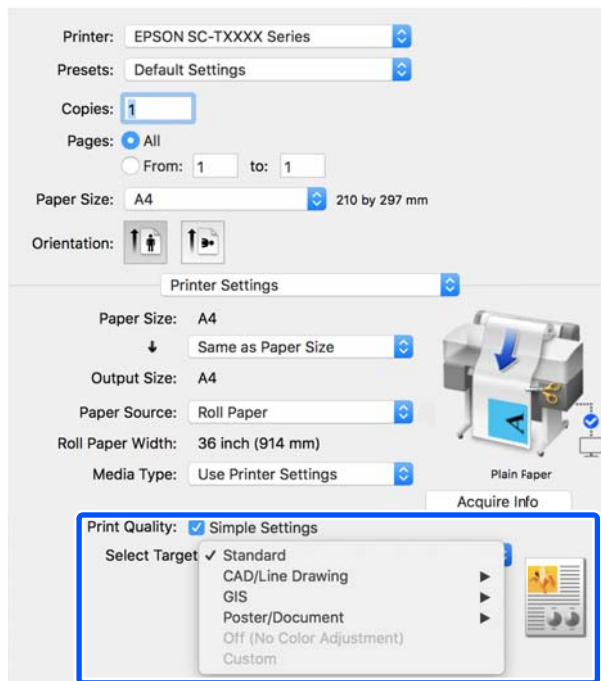 Printer: EPSON SC-TXXXX Series
Presets: Default Settings
Copies: 1
Pages: All
From: 1 to: 1
Paper Size: A4 210 by 297 mm
Orientation:
Printer Settings
Paper Size: A4
Same as Paper Size
Output Size: A4
Paper Source: Roll Paper
Roll Paper Width: 36 inch (914 mm)
Media Type: Use Printer Settings
Plain Paper
Acquire Info
Print Quality: Simple Settings
Select Target Standard
CAD/Line Drawing
GIS
Poster/Document
Off (No Color Adjustment)
Custom